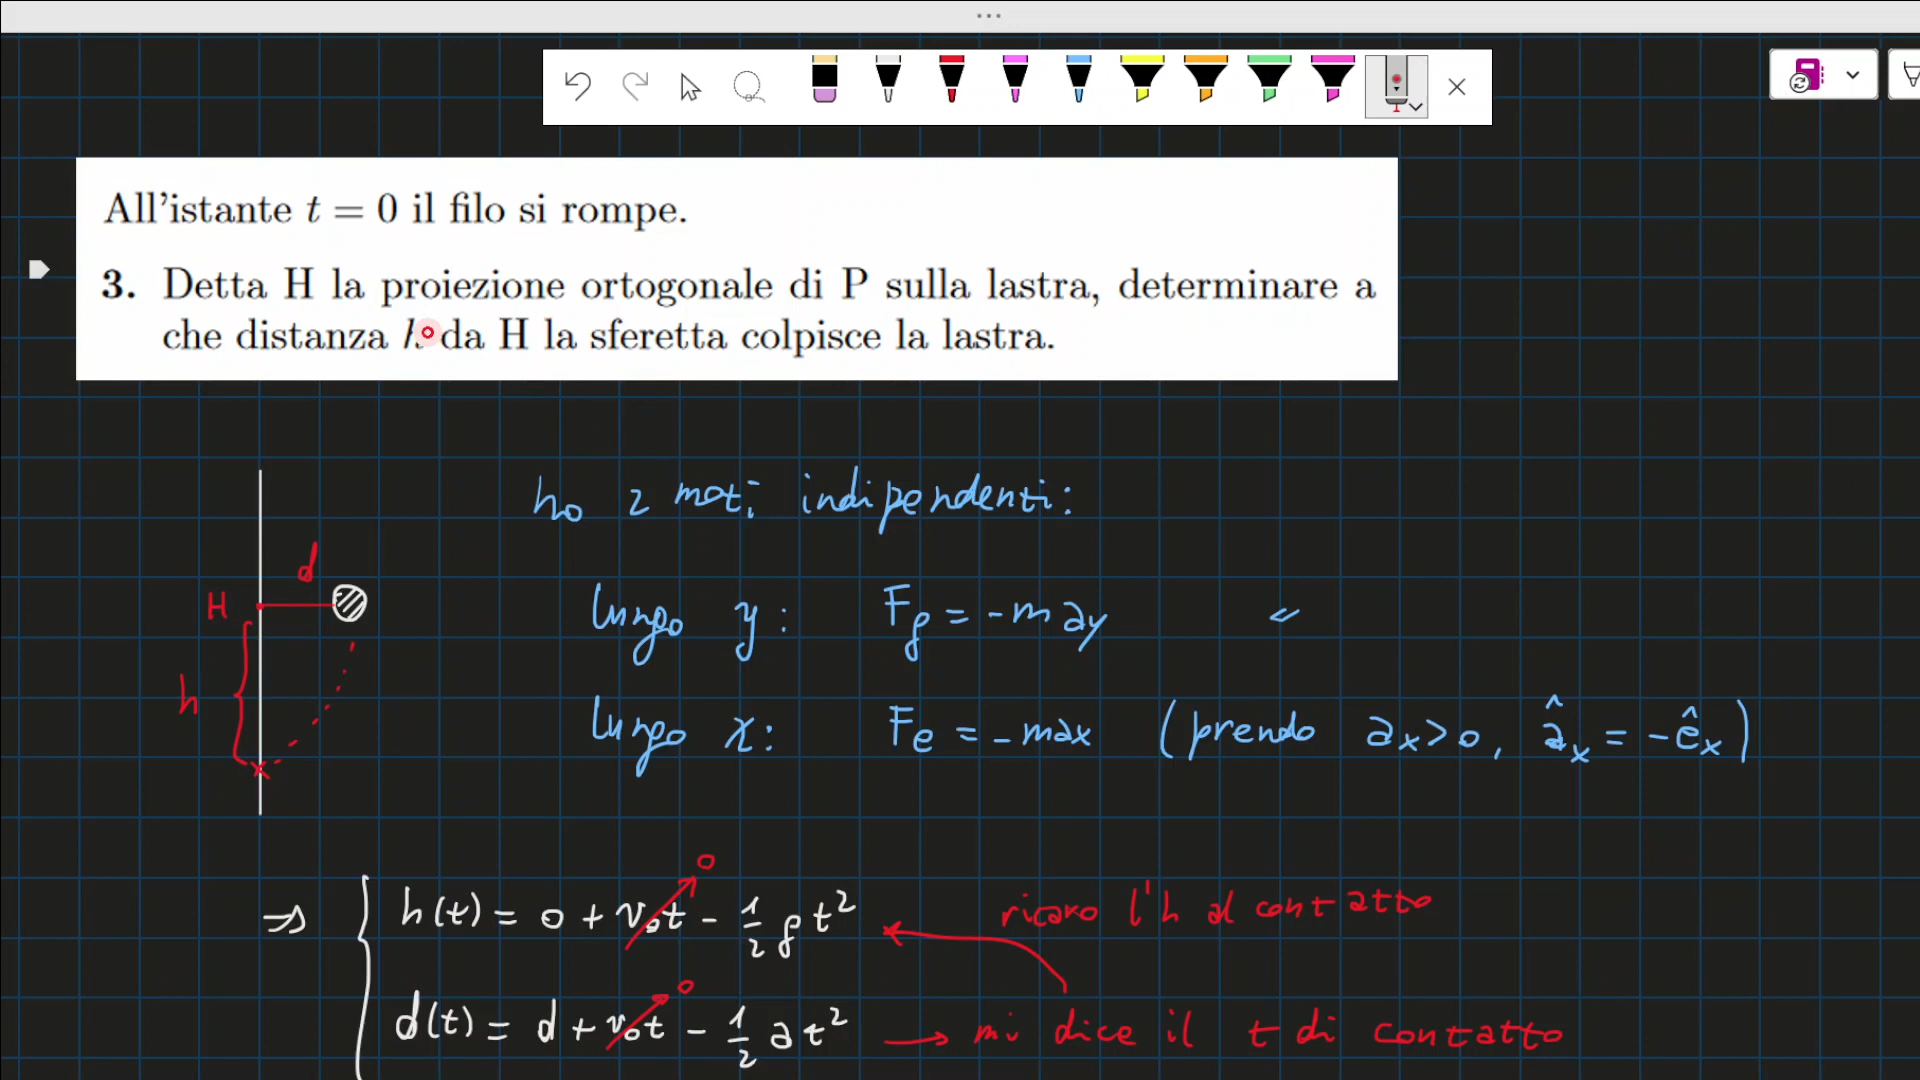 All'istante t = 0 il filo si rompe.
3. Detta H la proiezione ortogonale di P sulla lastra, determinare a
che distanza h da H la sferetta colpisce la lastra.
ho 2 moti indipendenti:
d
H
h
lungo y: Fg = -m ay "
lungo x: Fe = -max (prendo ax>0, âx = -êx)
⇒ { h(t) = 0 + v₀t - 1/2 g t² 0 ricavo l'h al contatto
d(t) = d + v₀t - 1/2 a t² 0 → mi dice il t di contatto